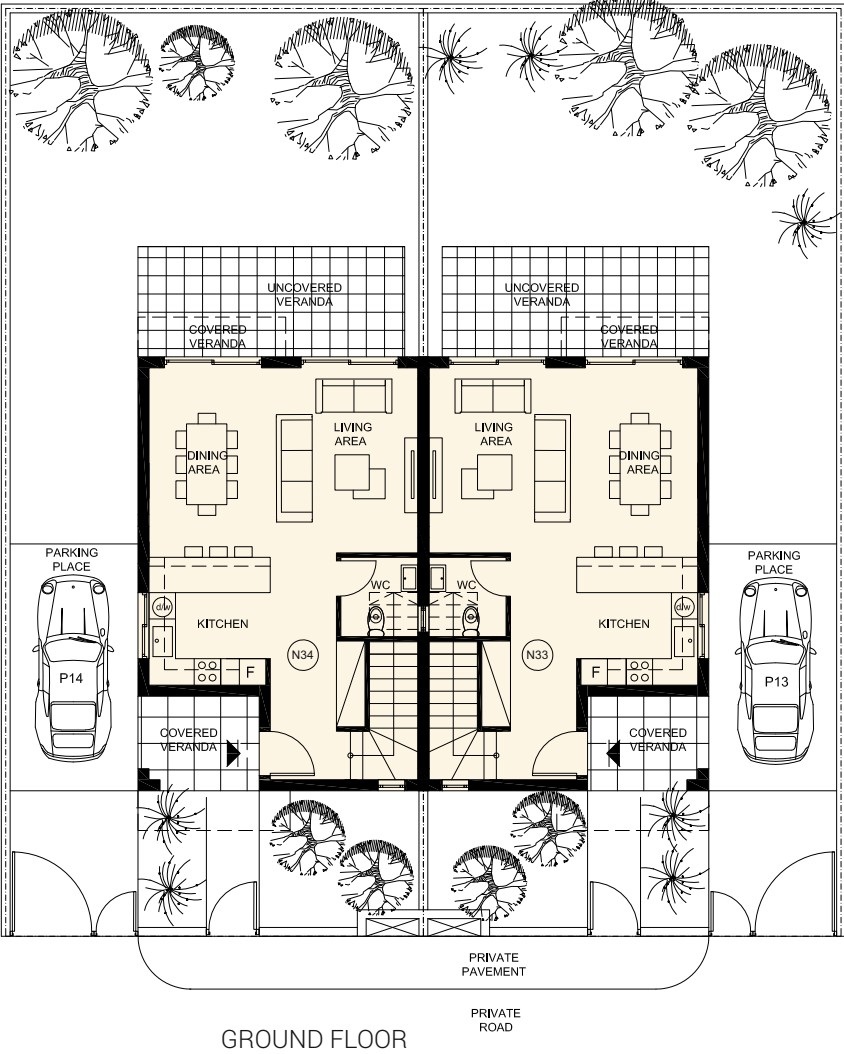 UNCOVERED
VERANDA
UNCOVERED
VERANDA
COVERED
VERANDA
COVERED
VERANDA
LIVING
AREA
LIVING
AREA
DINING
AREA
DINING
AREA
PARKING
PLACE
PARKING
PLACE
WC
WC
d/w
d/w
KITCHEN
KITCHEN
N34
N33
F
F
P14
P13
COVERED
VERANDA
COVERED
VERANDA
PRIVATE
PAVEMENT
PRIVATE
ROAD
GROUND FLOOR